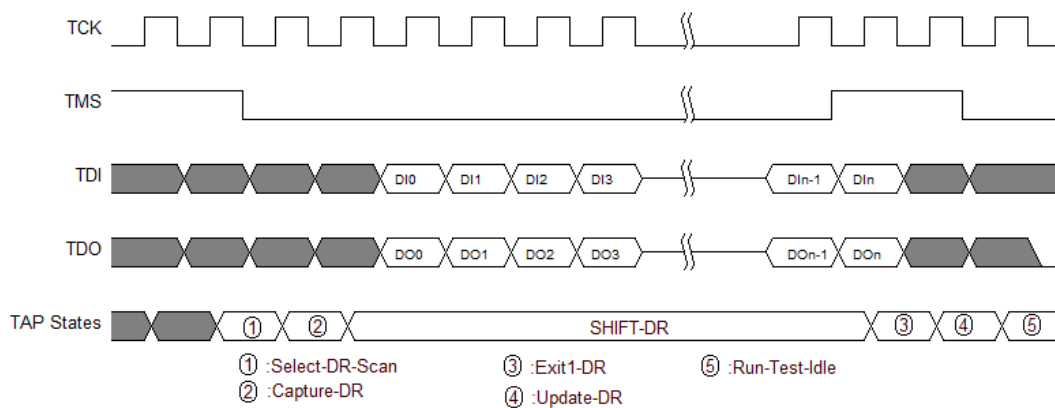 TCK
TMS
TDI DI0 DI1 DI2 DI3 DIn-1 DIn
TDO DO0 DO1 DO2 DO3 DOn-1 DOn
TAP States ① ② SHIFT-DR ③ ④ ⑤
① :Select-DR-Scan ③ :Exit1-DR ⑤ :Run-Test-Idle
② :Capture-DR ④ :Update-DR